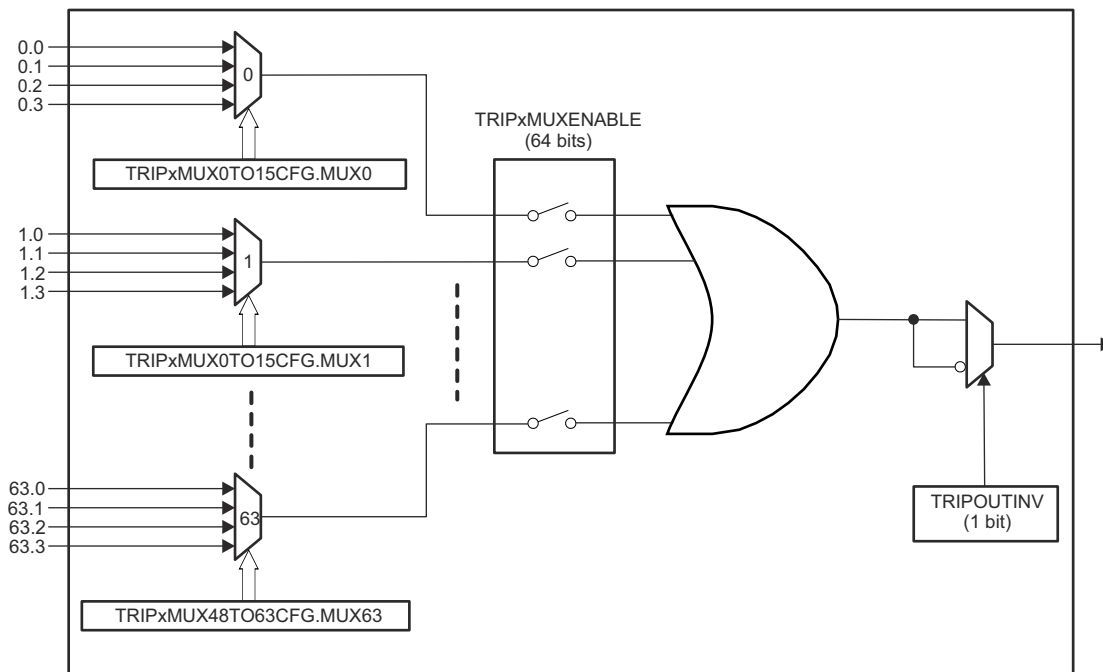 0.0
0.1
0.2
0.3
0
TRIPxMUX0TO15CFG.MUX0
1.0
1.1
1.2
1.3
1
TRIPxMUX0TO15CFG.MUX1
63.0
63.1
63.2
63.3
63
TRIPxMUX48TO63CFG.MUX63
TRIPxMUXENABLE
(64 bits)
TRIPOUTINV
(1 bit)